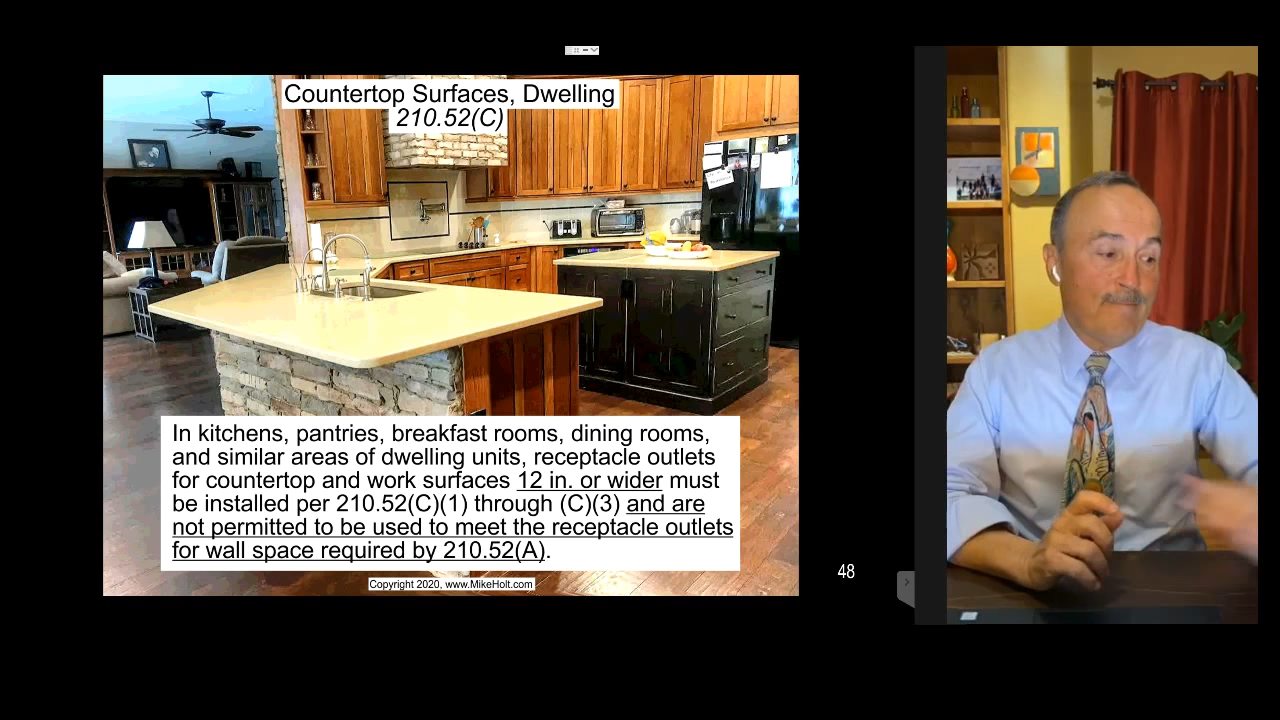 Countertop Surfaces, Dwelling
210.52(C)
In kitchens, pantries, breakfast rooms, dining rooms,
and similar areas of dwelling units, receptacle outlets
for countertop and work surfaces 12 in. or wider must
be installed per 210.52(C)(1) through (C)(3) and are
not permitted to be used to meet the receptacle outlets
for wall space required by 210.52(A).
Copyright 2020, www.MikeHolt.com
48